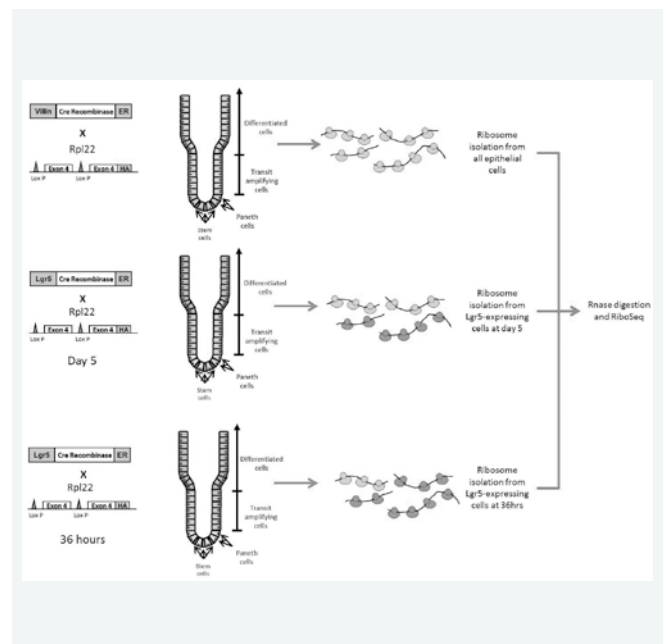 Villin Cre Recombinase ER
X
Rpl22
Exon 4 Exon 4 HA
Lox P Lox P
Differentiated
cells
Transit
amplifying
cells
Paneth
cells
Stem
cells
Ribosome
isolation from
all epithelial
cells
Lgr5 Cre Recombinase ER
X
Rpl22
Exon 4 Exon 4 HA
Lox P Lox P
Day 5
Differentiated
cells
Transit
amplifying
cells
Paneth
cells
Stem
cells
Ribosome
isolation from
Lgr5-expressing
cells at day 5
Rnase digestion
and RiboSeq
Lgr5 Cre Recombinase ER
X
Rpl22
Exon 4 Exon 4 HA
Lox P Lox P
36 hours
Differentiated
cells
Transit
amplifying
cells
Paneth
cells
Stem
cells
Ribosome
isolation from
Lgr5-expressing
cells at 36hrs